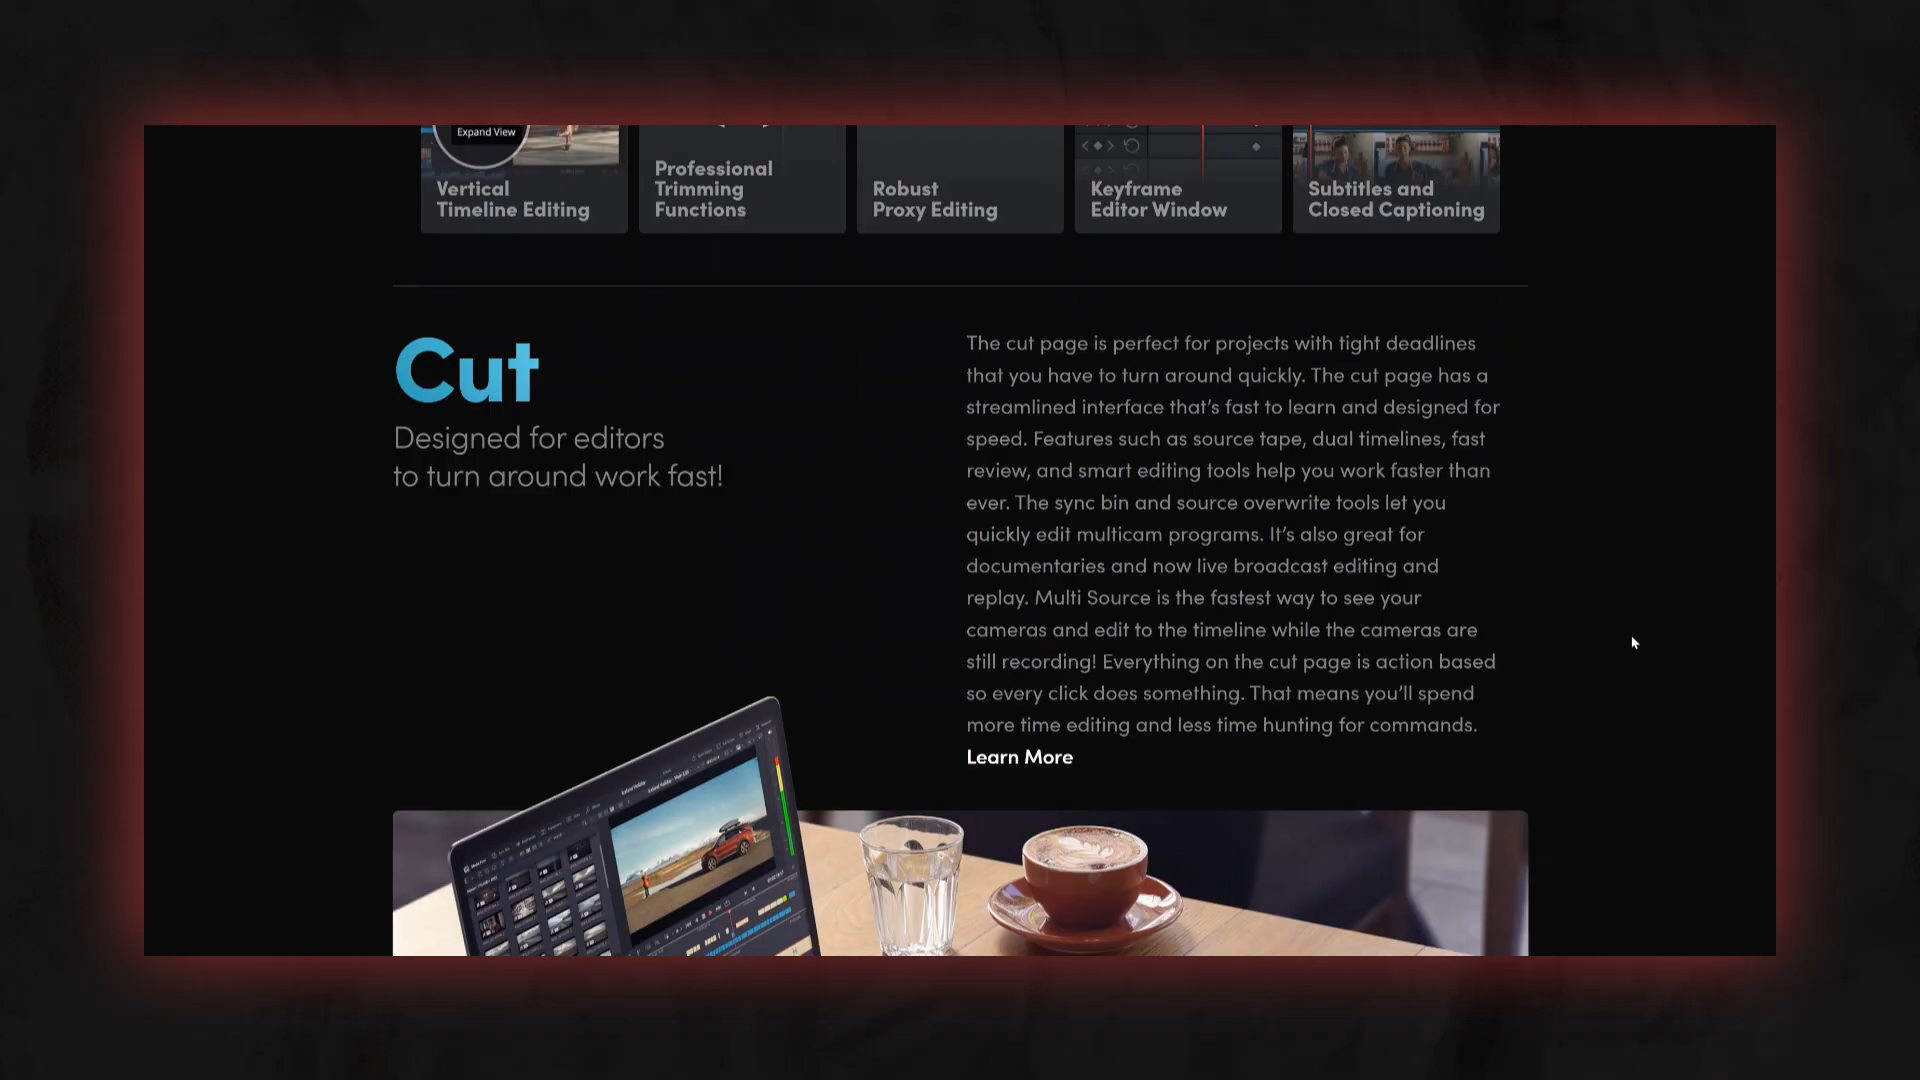 Expand View
Vertical
Timeline Editing
Professional
Trimming
Functions
Robust
Proxy Editing
Keyframe
Editor Window
Subtitles and
Closed Captioning
Cut
Designed for editors
to turn around work fast!
The cut page is perfect for projects with tight deadlines
that you have to turn around quickly. The cut page has a
streamlined interface that’s fast to learn and designed for
speed. Features such as source tape, dual timelines, fast
review, and smart editing tools help you work faster than
ever. The sync bin and source overwrite tools let you
quickly edit multicam programs. It’s also great for
documentaries and now live broadcast editing and
replay. Multi Source is the fastest way to see your
cameras and edit to the timeline while the cameras are
still recording! Everything on the cut page is action based
so every click does something. That means you’ll spend
more time editing and less time hunting for commands.
Learn More